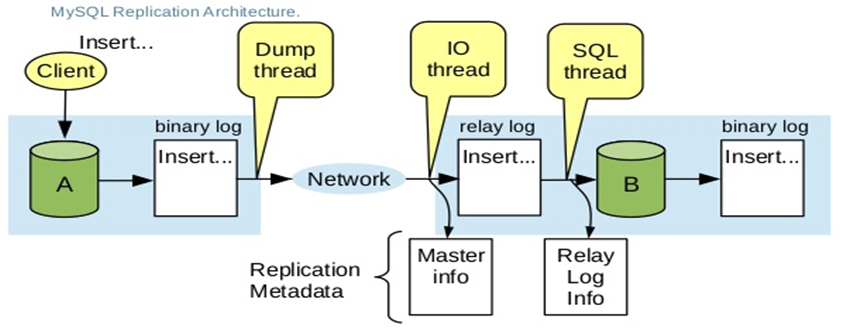 MySQL Replication Architecture.
Insert...
Client
Dump
thread
IO
thread
SQL
thread
binary log
relay log
binary log
Insert...
Insert...
Insert...
A
Network
B
Replication
Metadata
Master
info
Relay
Log
Info